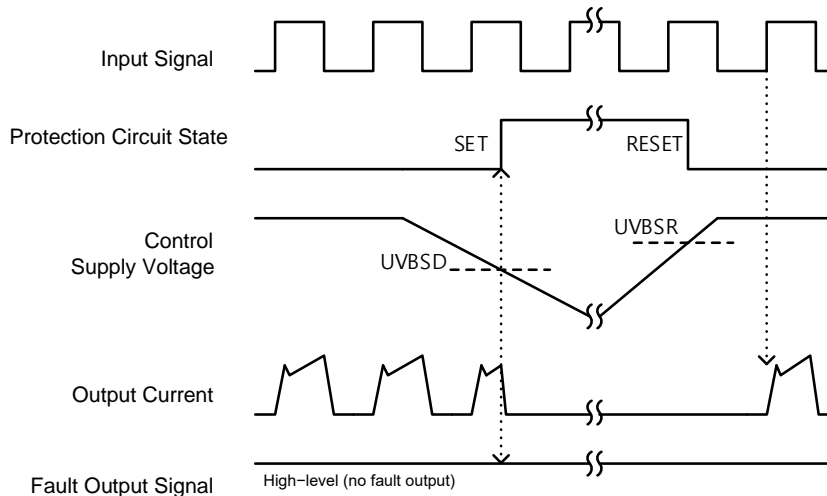 Input Signal
Protection Circuit State
SET
RESET
Control
Supply Voltage
UVBSD
UVBSR
Output Current
Fault Output Signal
High−level (no fault output)